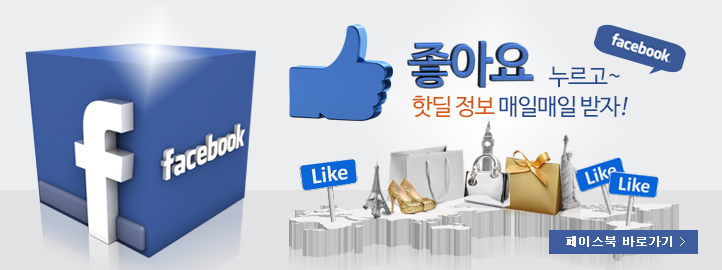 f
facebook
좋아요 누르고~
facebook
핫딜 정보 매일매일 받자!
Like
Like
Like
페이스북 바로가기 >